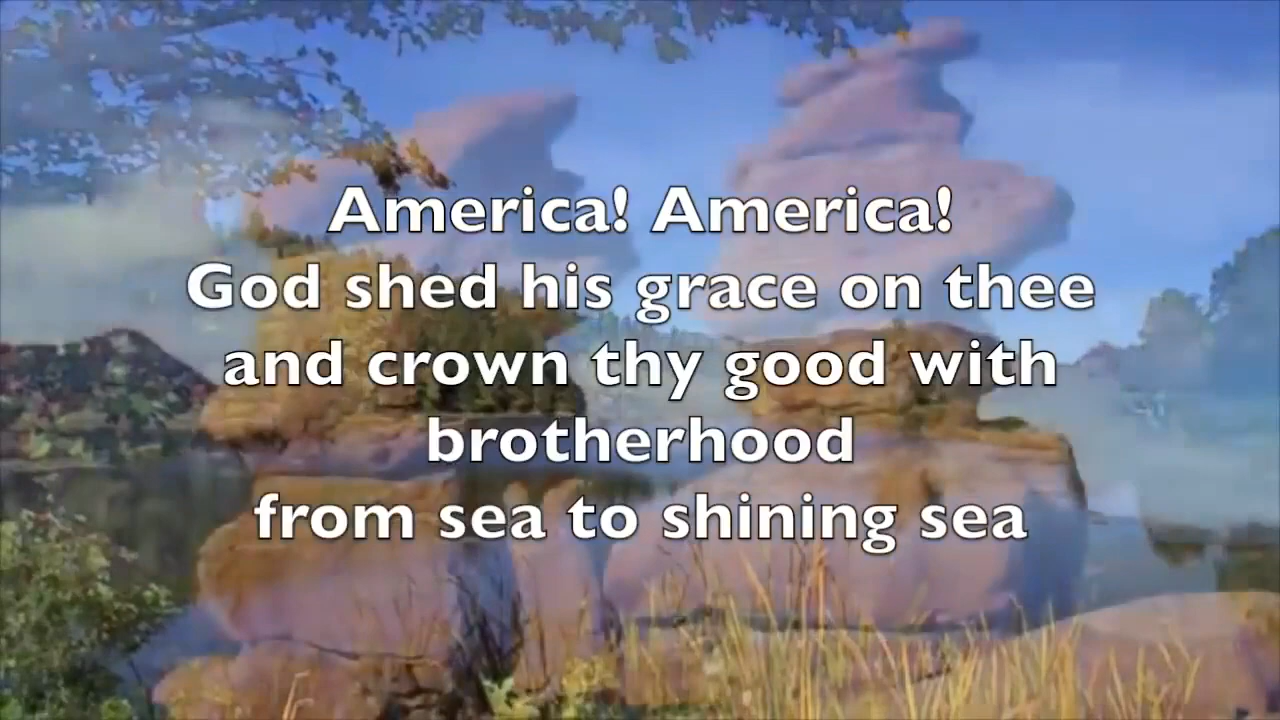 America! America!
God shed his grace on thee
and crown thy good with
brotherhood
from sea to shining sea